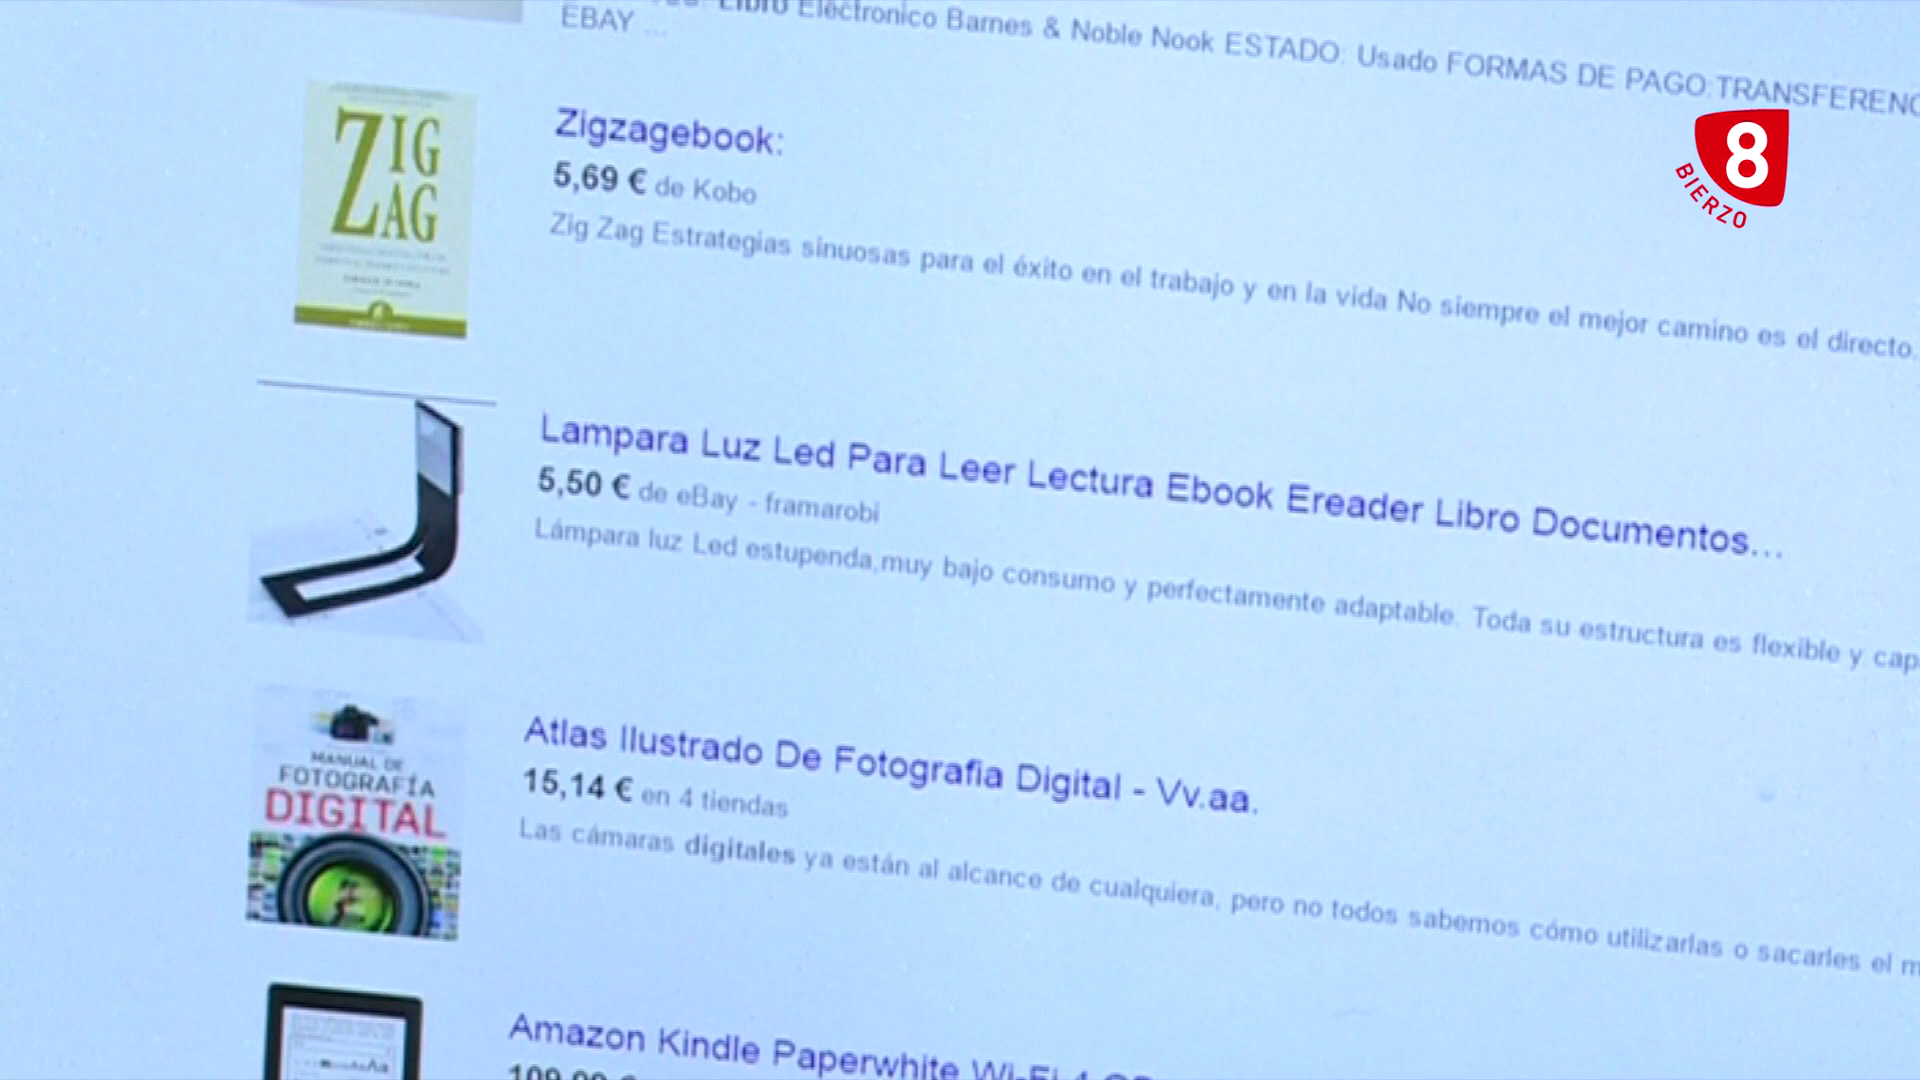 Libro Electronico Barnes & Noble Nook ESTADO: Usado FORMAS DE PAGO:TRANSFERENC
EBAY ...
8
BIERZO
ZIG
ZAG
Zigzagebook:
5,69 € de Kobo
Zig Zag Estrategias sinuosas para el éxito en el trabajo y en la vida No siempre el mejor camino es el directo.
Lampara Luz Led Para Leer Lectura Ebook Ereader Libro Documentos...
5,50 € de eBay - framarobi
Lámpara luz Led estupenda,muy bajo consumo y perfectamente adaptable. Toda su estructura es flexible y cap
MANUAL DE
FOTOGRAFÍA
DIGITAL
Atlas Ilustrado De Fotografia Digital - Vv.aa.
15,14 € en 4 tiendas
Las cámaras digitales ya están al alcance de cualquiera, pero no todos sabemos cómo utilizarlas o sacarles el m
Amazon Kindle Paperwhite Wi-Fi 4